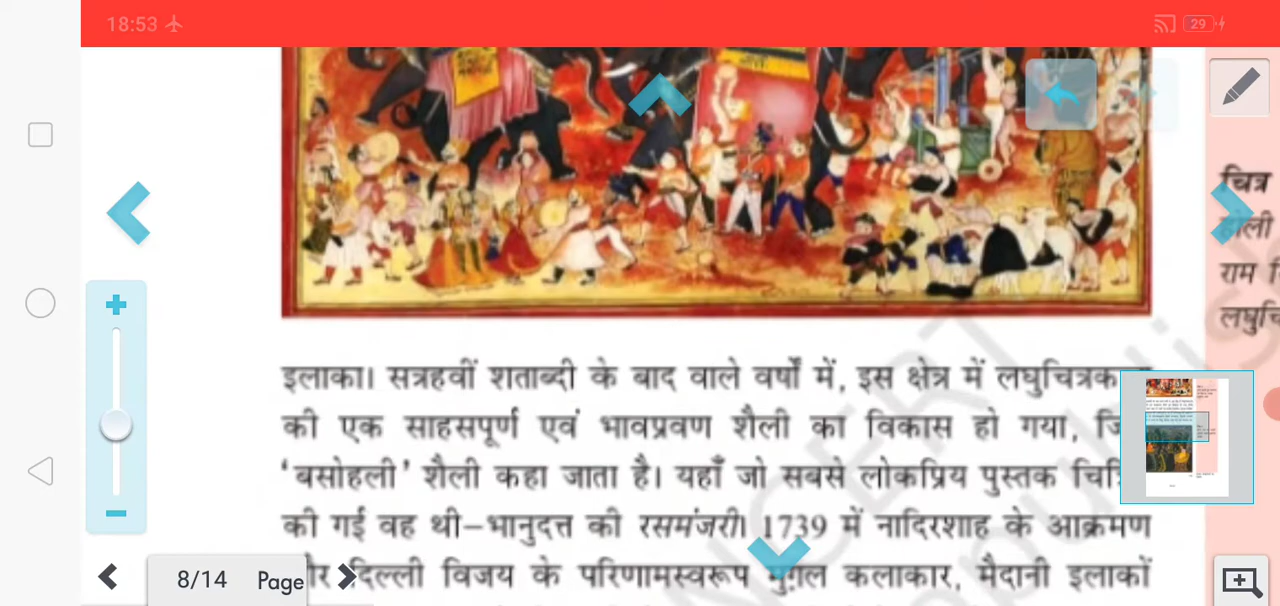 18:53
29
चित्र
होली
राम
लघुचि
इलाका। सत्रहवीं शताब्दी के बाद वाले वर्षों में, इस क्षेत्र में लघुचित्रक
की एक साहसपूर्ण एवं भावप्रवण शैली का विकास हो गया, जि
'बसोहली' शैली कहा जाता है। यहाँ जो सबसे लोकप्रिय पुस्तक चित्रि
की गई वह थी–भानुदत्त की रसमंजरी। 1739 में नादिरशाह के आक्रमण
और दिल्ली विजय के परिणामस्वरूप मुग़ल कलाकार, मैदानी इलाकों
8/14 Page